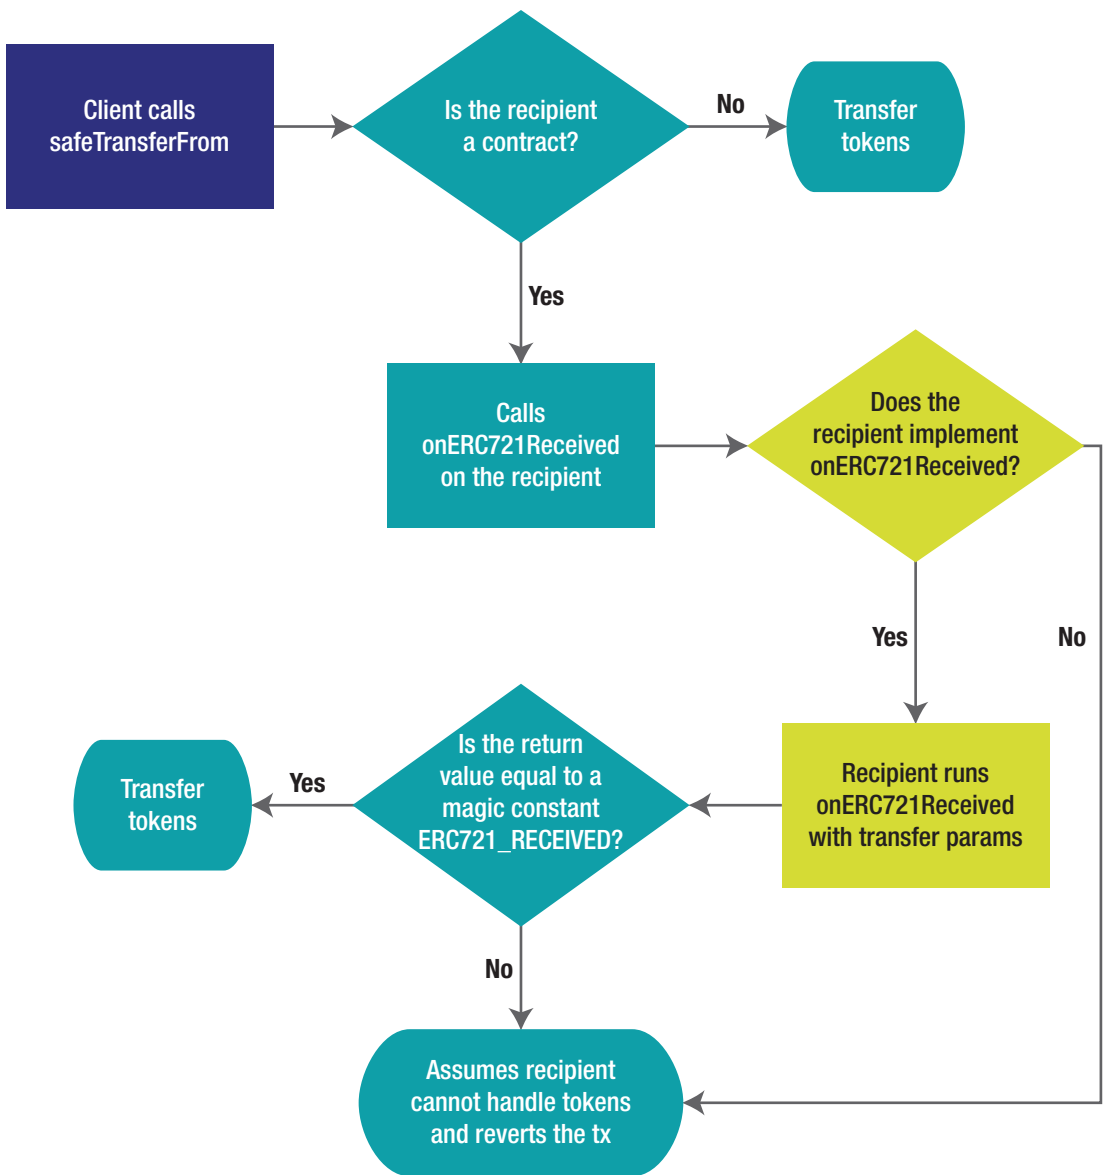 Client calls
safeTransferFrom
Is the recipient
a contract?
No
Transfer
tokens
Yes
Calls
onERC721Received
on the recipient
Does the
recipient implement
onERC721Received?
Yes
No
Recipient runs
onERC721Received
with transfer params
Is the return
value equal to a
magic constant
ERC721_RECEIVED?
Yes
Transfer
tokens
No
Assumes recipient
cannot handle tokens
and reverts the tx